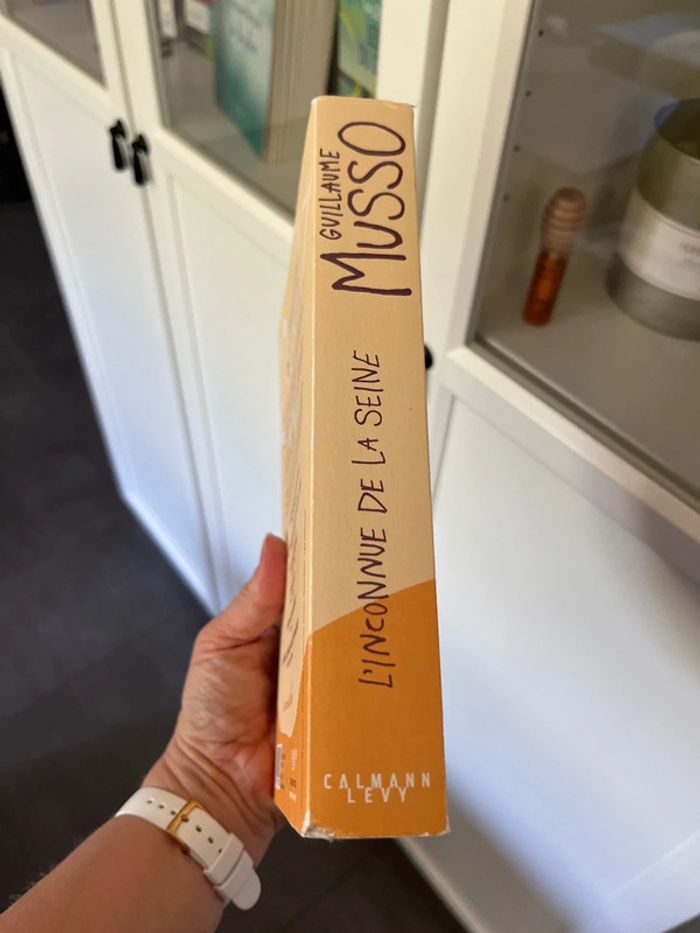 GUILLAUME
MUSSO
L'INCONNUE DE LA SEINE
CALMANN
LEVY